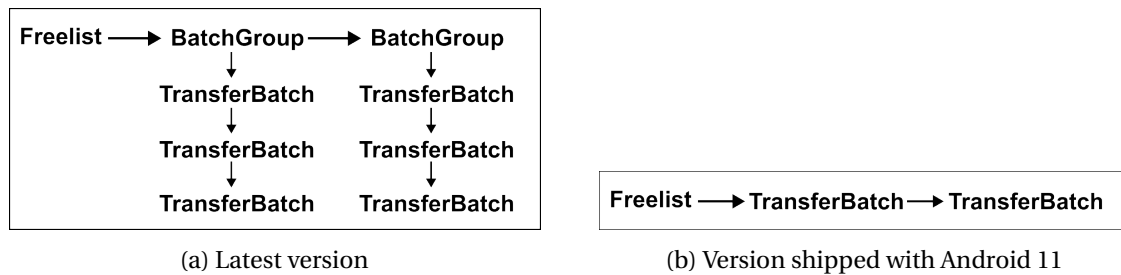 Freelist BatchGroup BatchGroup
TransferBatch TransferBatch
TransferBatch TransferBatch
TransferBatch TransferBatch
(a) Latest version
Freelist TransferBatch TransferBatch
(b) Version shipped with Android 11